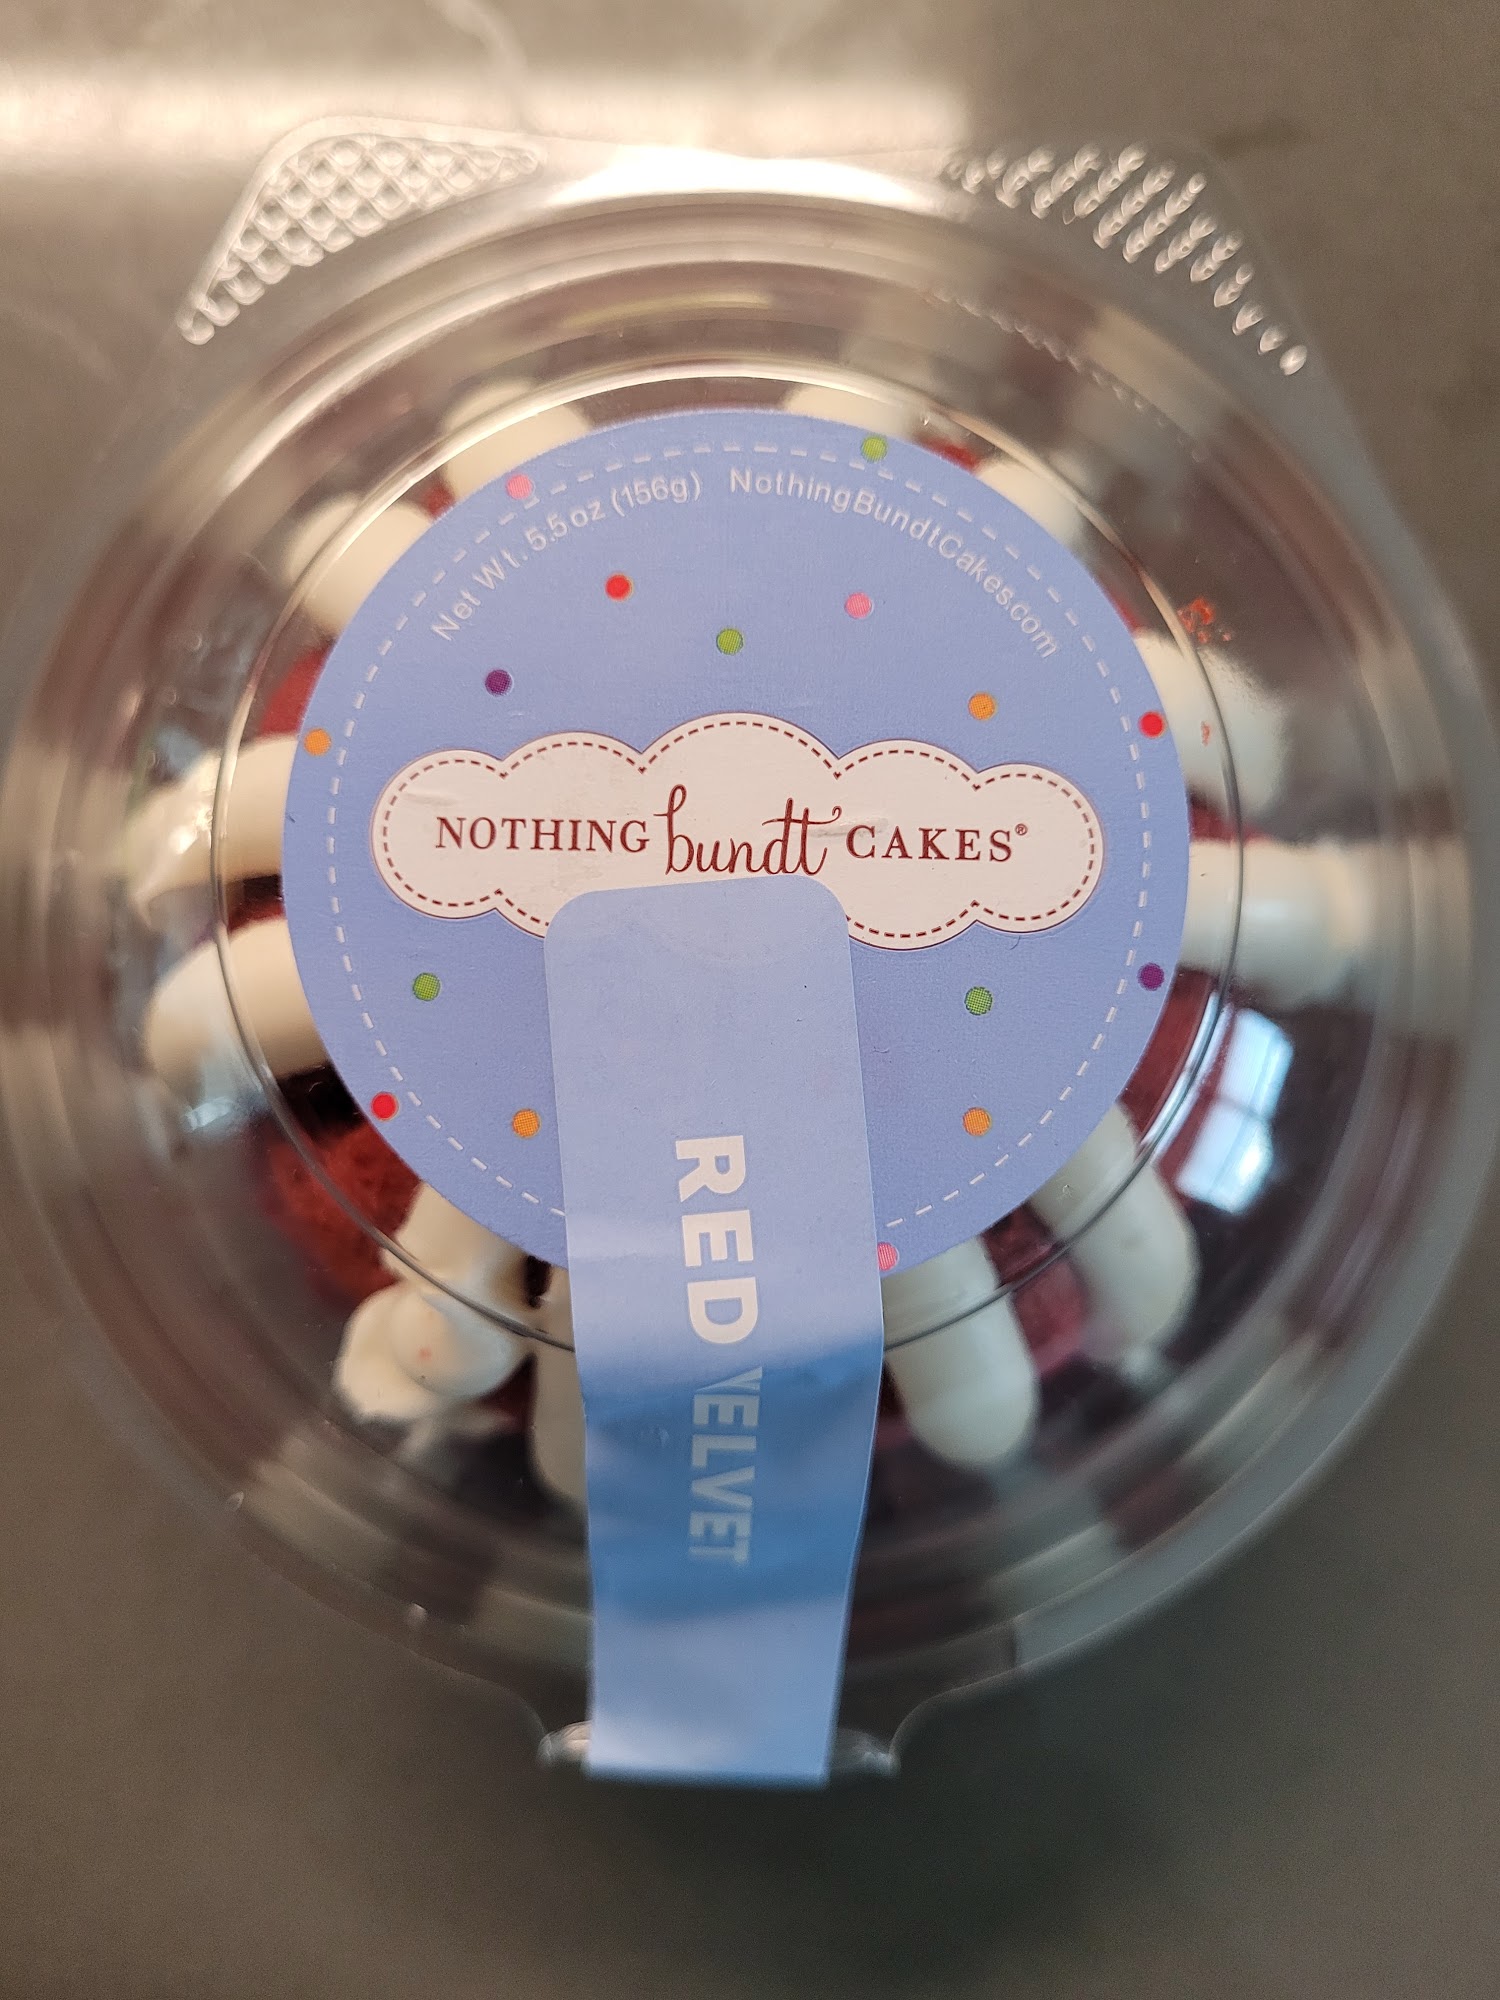 Net Wt. 5.5 oz (156g) NothingBundtCakes.com
NOTHING bundt CAKES®
RED VELVET